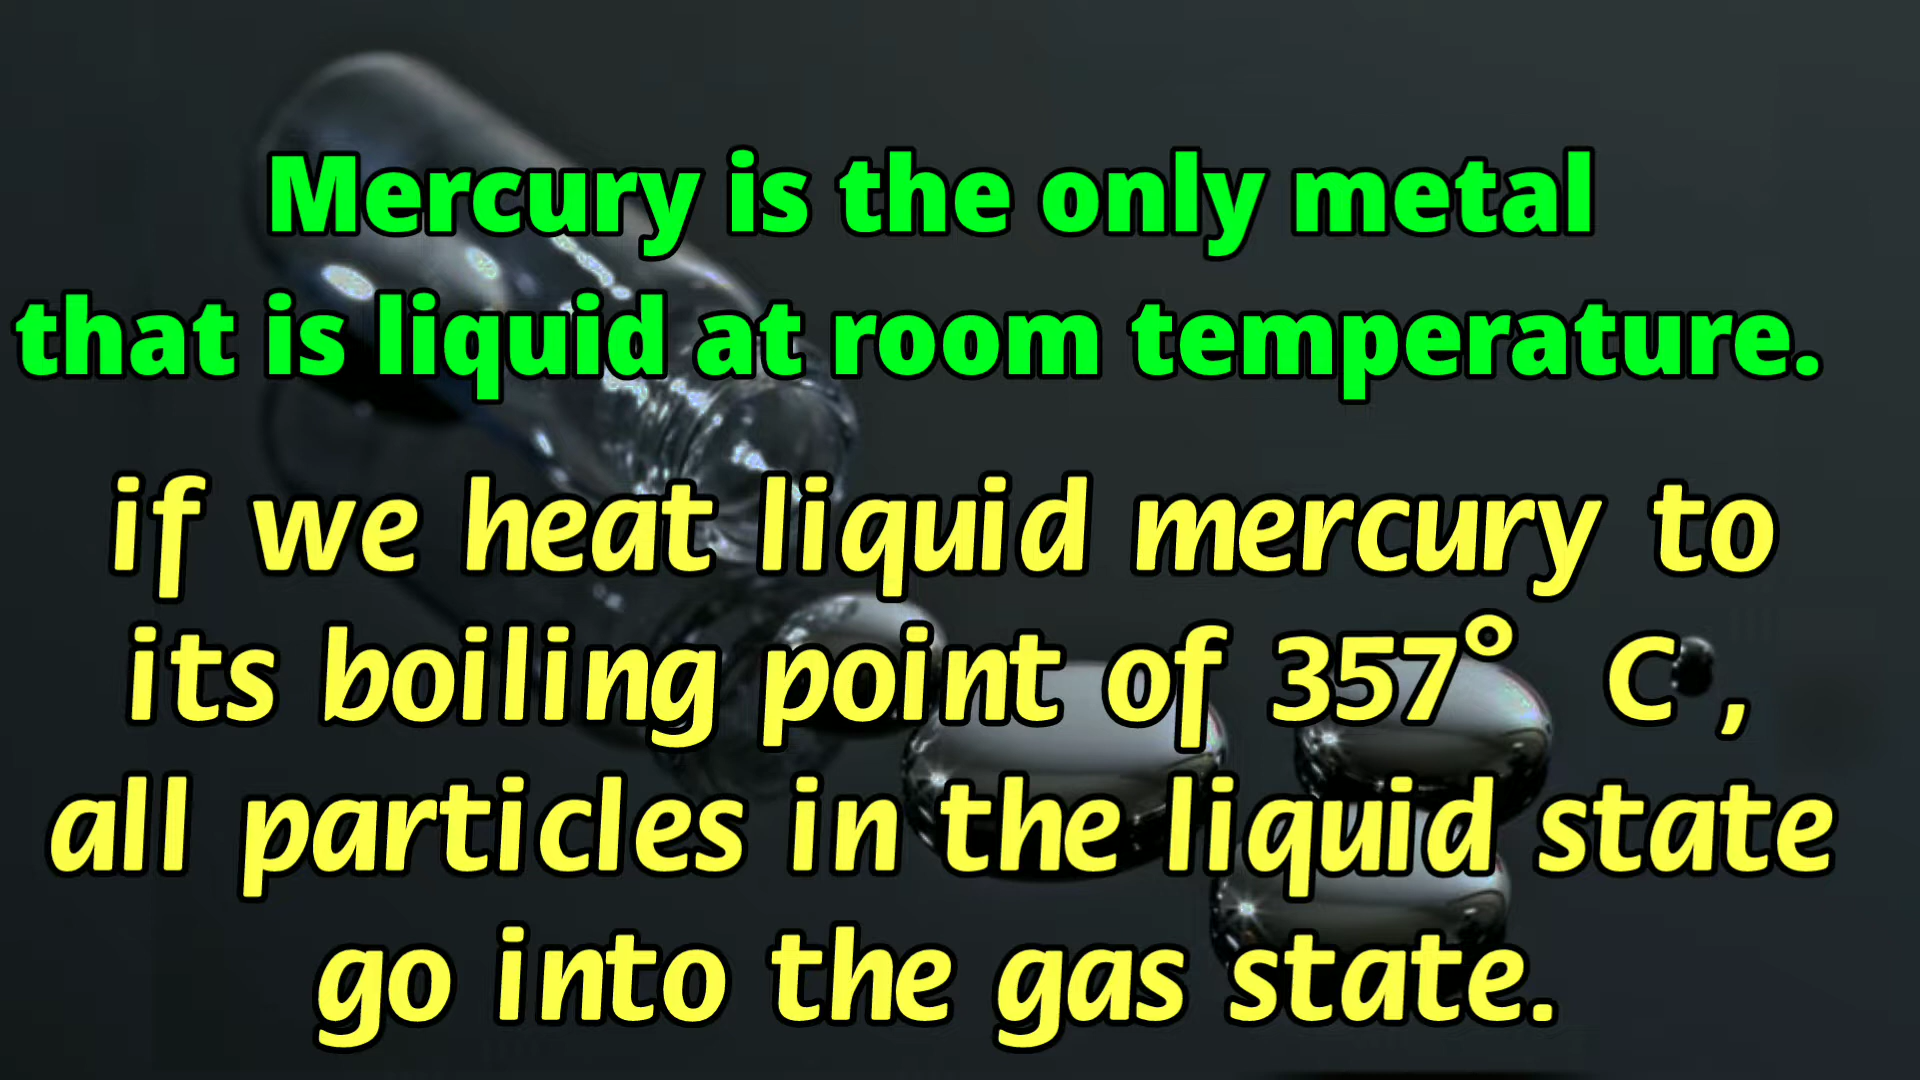 Mercury is the only metal
that is liquid at room temperature.
if we heat liquid mercury to
its boiling point of 357° C ,
all particles in the liquid state
go into the gas state.